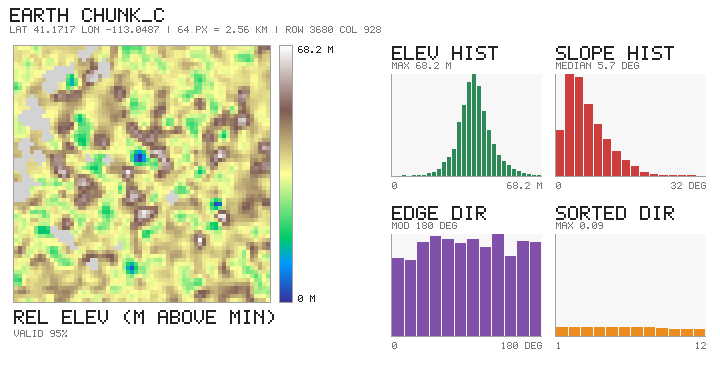 EARTH CHUNK_C
LAT 41.1717 LON -113.0487 | 64 PX = 2.56 KM | ROW 3680 COL 928
68.2 M
0 M
REL ELEV (M ABOVE MIN)
VALID 95%
ELEV HIST
MAX 68.2 M
0 68.2 M
SLOPE HIST
MEDIAN 5.7 DEG
0 32 DEG
EDGE DIR
MOD 180 DEG
0 180 DEG
SORTED DIR
MAX 0.09
1 12